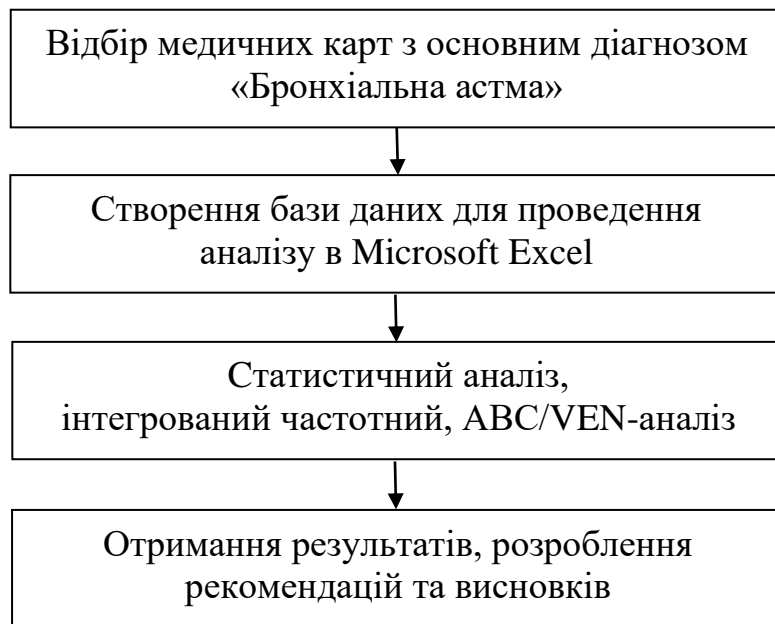 Відбір медичних карт з основним діагнозом
«Бронхіальна астма»
Створення бази даних для проведення
аналізу в Microsoft Excel
Статистичний аналіз,
інтегрований частотний, ABC/VEN-аналіз
Отримання результатів, розроблення
рекомендацій та висновків